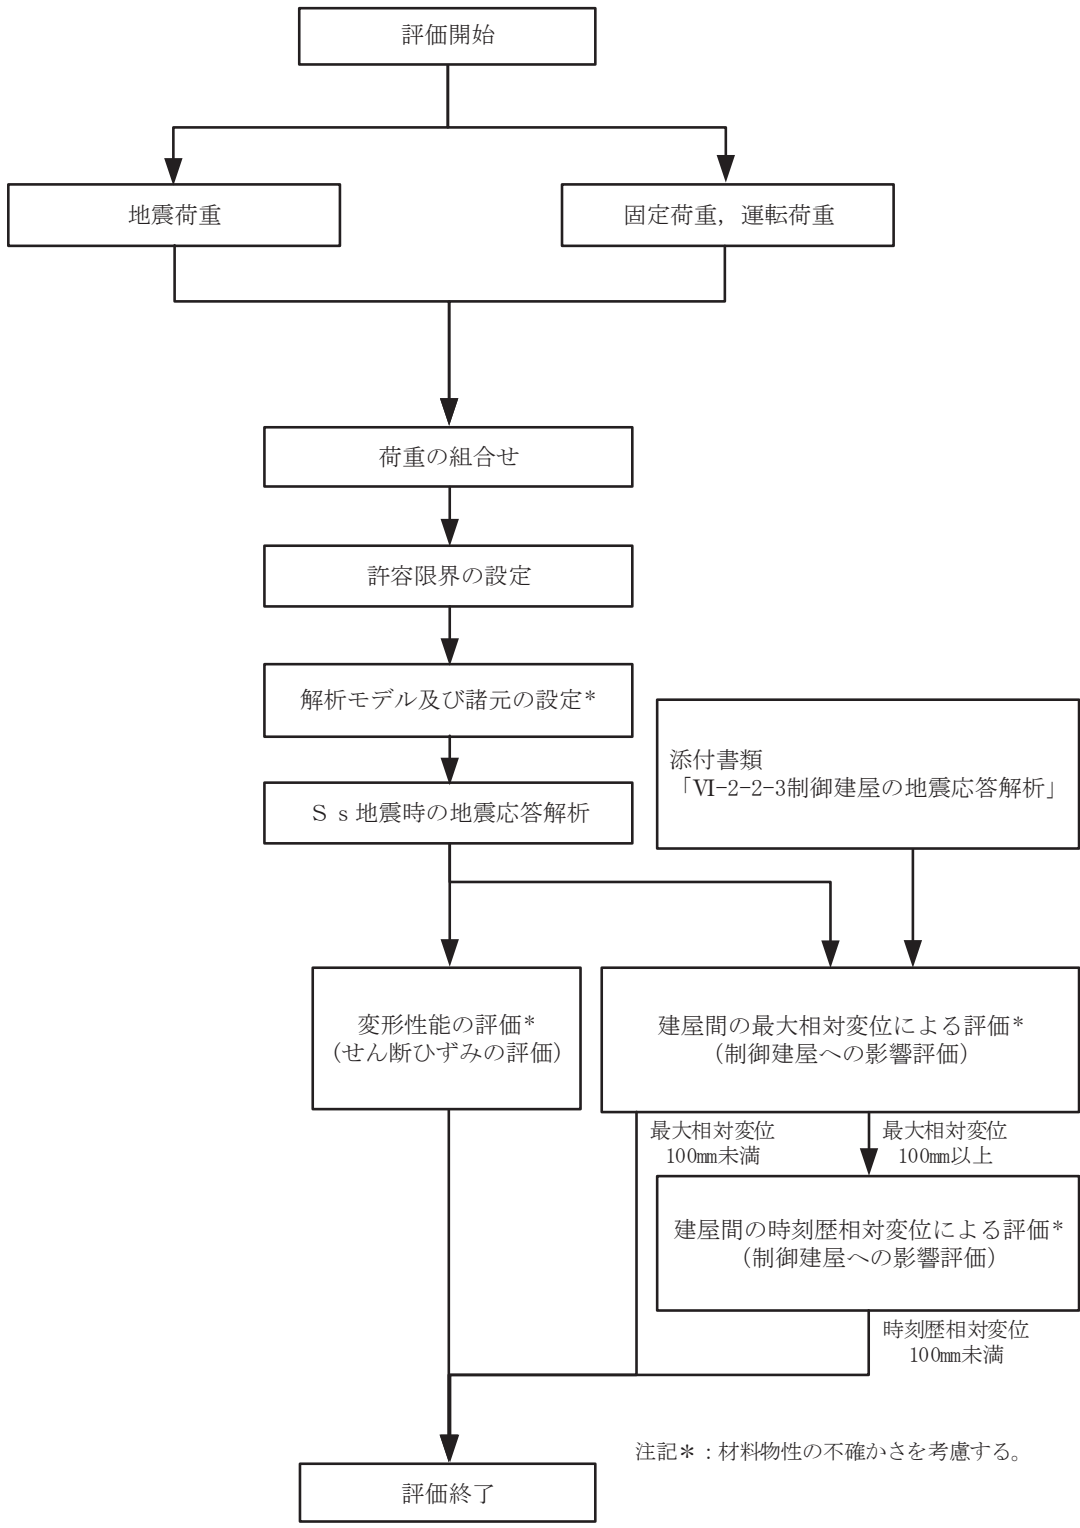 評価開始
地震荷重
固定荷重，運転荷重
荷重の組合せ
許容限界の設定
解析モデル及び諸元の設定*
Ｓｓ地震時の地震応答解析
添付書類
「Ⅵ-2-2-3制御建屋の地震応答解析」
変形性能の評価*
（せん断ひずみの評価）
建屋間の最大相対変位による評価*
（制御建屋への影響評価）
最大相対変位
100mm未満
最大相対変位
100mm以上
建屋間の時刻歴相対変位による評価*
（制御建屋への影響評価）
時刻歴相対変位
100mm未満
注記＊：材料物性の不確かさを考慮する。
評価終了